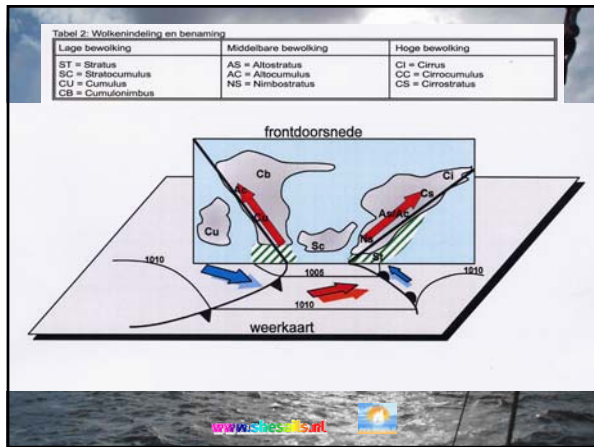 Tabel 2: Wolkenindeling en benaming
Lage bewolking Middelbare bewolking Hoge bewolking
ST = Stratus AS = Altostratus CI = Cirrus
SC = Stratocumulus AC = Altocumulus CC = Cirrocumulus
CU = Cumulus NS = Nimbostratus CS = Cirrostratus
CB = Cumulonimbus
frontdoorsnede
Cb
Ci
Cs
As/Ac
Cu
Cu
Sc
Ns
St
1010 1005 1010
1010
weerkaart
www.shesails.nl